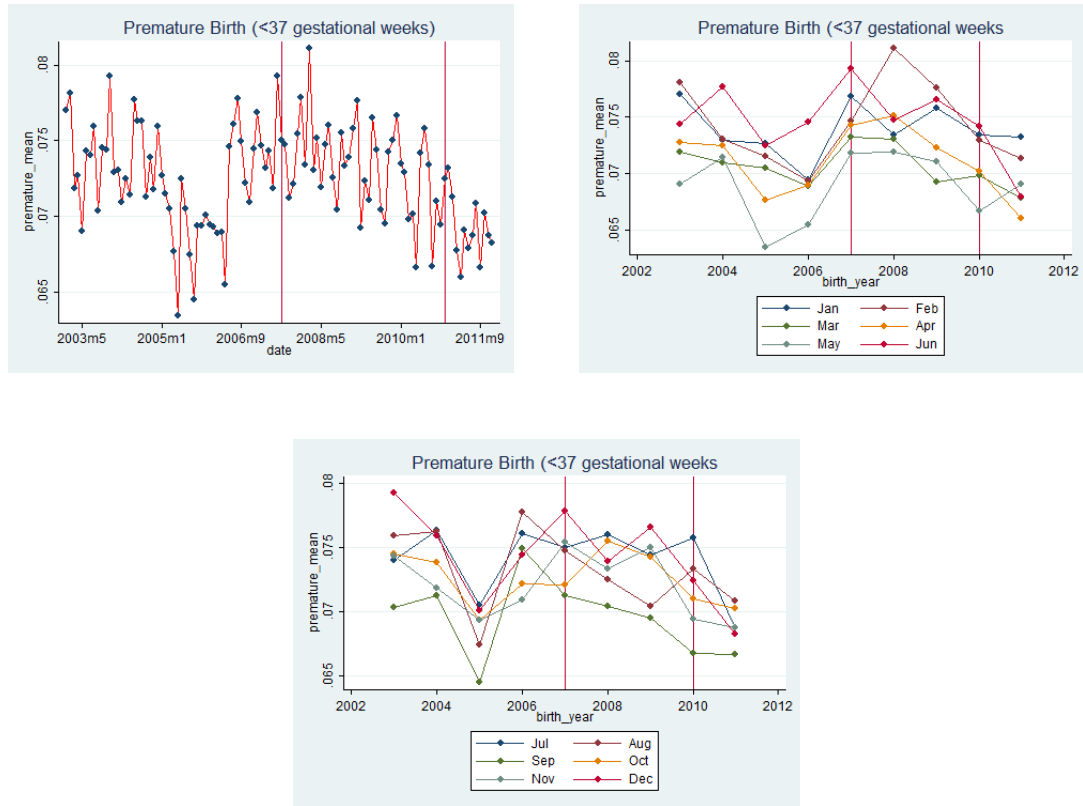 Premature Birth (<37 gestational weeks)
premature_mean
.08
.075
.07
.065
2003m5 2005m1 2006m9 2008m5 2010m1 2011m9
date
Premature Birth (<37 gestational weeks
premature_mean
.08
.075
.07
.065
2002 2004 2006 2008 2010 2012
birth_year
Jan Feb
Mar Apr
May Jun
Premature Birth (<37 gestational weeks
premature_mean
.08
.075
.07
.065
2002 2004 2006 2008 2010 2012
birth_year
Jul Aug
Sep Oct
Nov Dec